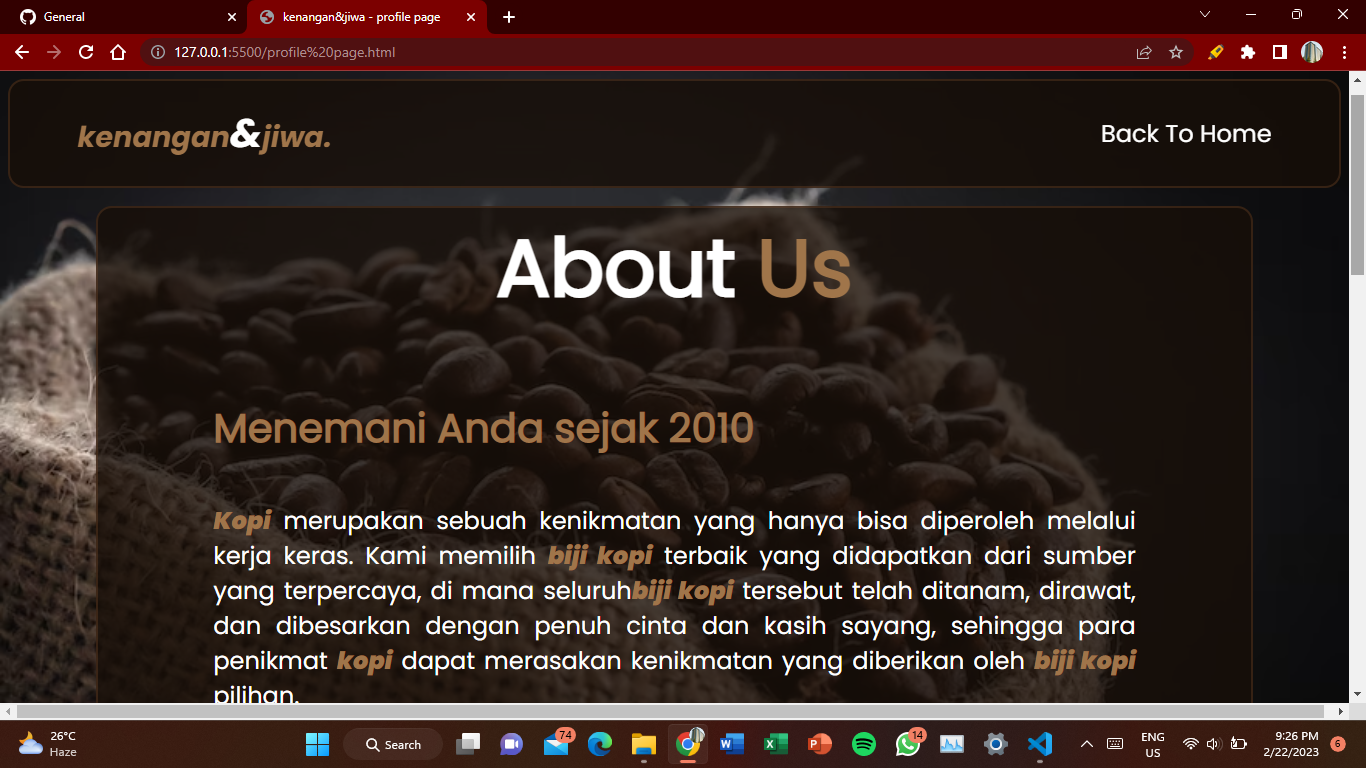 General
kenangan&jiwa - profile page
127.0.0.1:5500/profile%20page.html
kenangan&jiwa.
Back To Home
About Us
Menemani Anda sejak 2010
Kopi merupakan sebuah kenikmatan yang hanya bisa diperoleh melalui
kerja keras. Kami memilih biji kopi terbaik yang didapatkan dari sumber
yang terpercaya, di mana seluruhbiji kopi tersebut telah ditanam, dirawat,
dan dibesarkan dengan penuh cinta dan kasih sayang, sehingga para
penikmat kopi dapat merasakan kenikmatan yang diberikan oleh biji kopi
pilihan.
26°C
Haze
Search
74
14
ENG
US
9:26 PM
2/22/2023
6